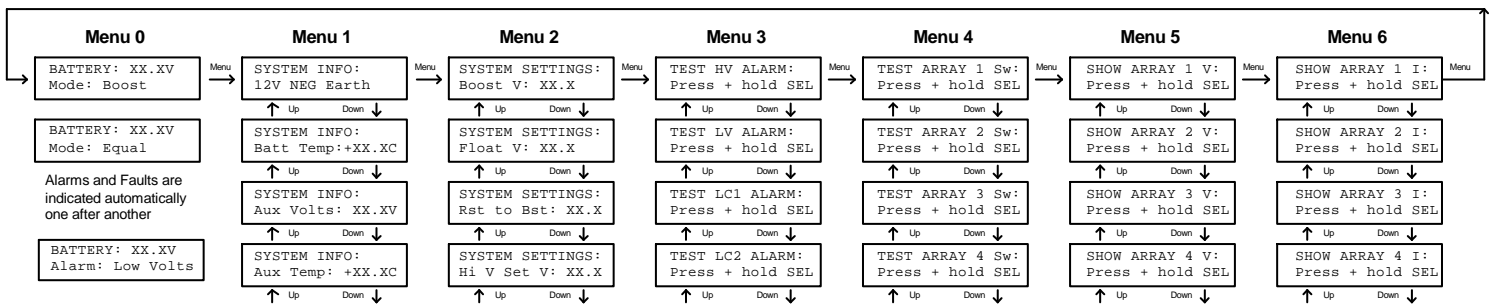 Menu 0
BATTERY: XX.XV
Mode: Boost
BATTERY: XX.XV
Mode: Equal
Alarms and Faults are
indicated automatically
one after another
BATTERY: XX.XV
Alarm: Low Volts
Menu
Menu 1
SYSTEM INFO:
12V NEG Earth
Up Down
SYSTEM INFO:
Batt Temp:+XX.XC
Up Down
SYSTEM INFO:
Aux Volts: XX.XV
Up Down
SYSTEM INFO:
Aux Temp: +XX.XC
Up Down
Menu
Menu 2
SYSTEM SETTINGS:
Boost V: XX.X
Up Down
SYSTEM SETTINGS:
Float V: XX.X
Up Down
SYSTEM SETTINGS:
Rst to Bst: XX.X
Up Down
SYSTEM SETTINGS:
Hi V Set V: XX.X
Up Down
Menu
Menu 3
TEST HV ALARM:
Press + hold SEL
Up Down
TEST LV ALARM:
Press + hold SEL
Up Down
TEST LC1 ALARM:
Press + hold SEL
Up Down
TEST LC2 ALARM:
Press + hold SEL
Up Down
Menu
Menu 4
TEST ARRAY 1 Sw:
Press + hold SEL
Up Down
TEST ARRAY 2 Sw:
Press + hold SEL
Up Down
TEST ARRAY 3 Sw:
Press + hold SEL
Up Down
TEST ARRAY 4 Sw:
Press + hold SEL
Up Down
Menu
Menu 5
SHOW ARRAY 1 V:
Press + hold SEL
Up Down
SHOW ARRAY 2 V:
Press + hold SEL
Up Down
SHOW ARRAY 3 V:
Press + hold SEL
Up Down
SHOW ARRAY 4 V:
Press + hold SEL
Up Down
Menu
Menu 6
SHOW ARRAY 1 I:
Press + hold SEL
Up Down
SHOW ARRAY 2 I:
Press + hold SEL
Up Down
SHOW ARRAY 3 I:
Press + hold SEL
Up Down
SHOW ARRAY 4 I:
Press + hold SEL
Up Down
Menu